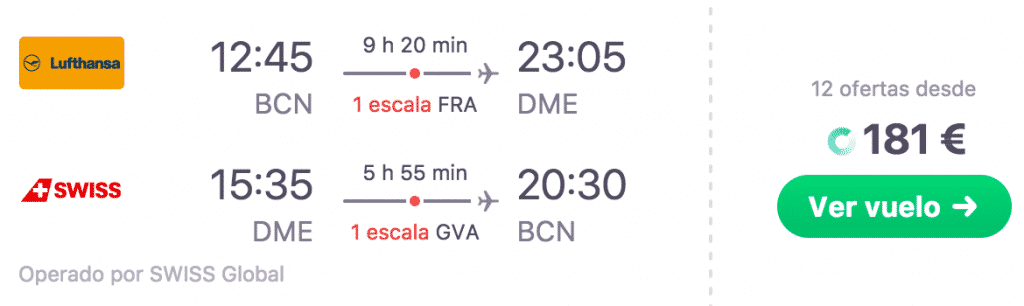 Lufthansa
12:45
9 h 20 min
23:05
BCN
1 escala FRA
DME
SWISS
15:35
5 h 55 min
20:30
DME
1 escala GVA
BCN
Operado por SWISS Global
12 ofertas desde
181 €
Ver vuelo →